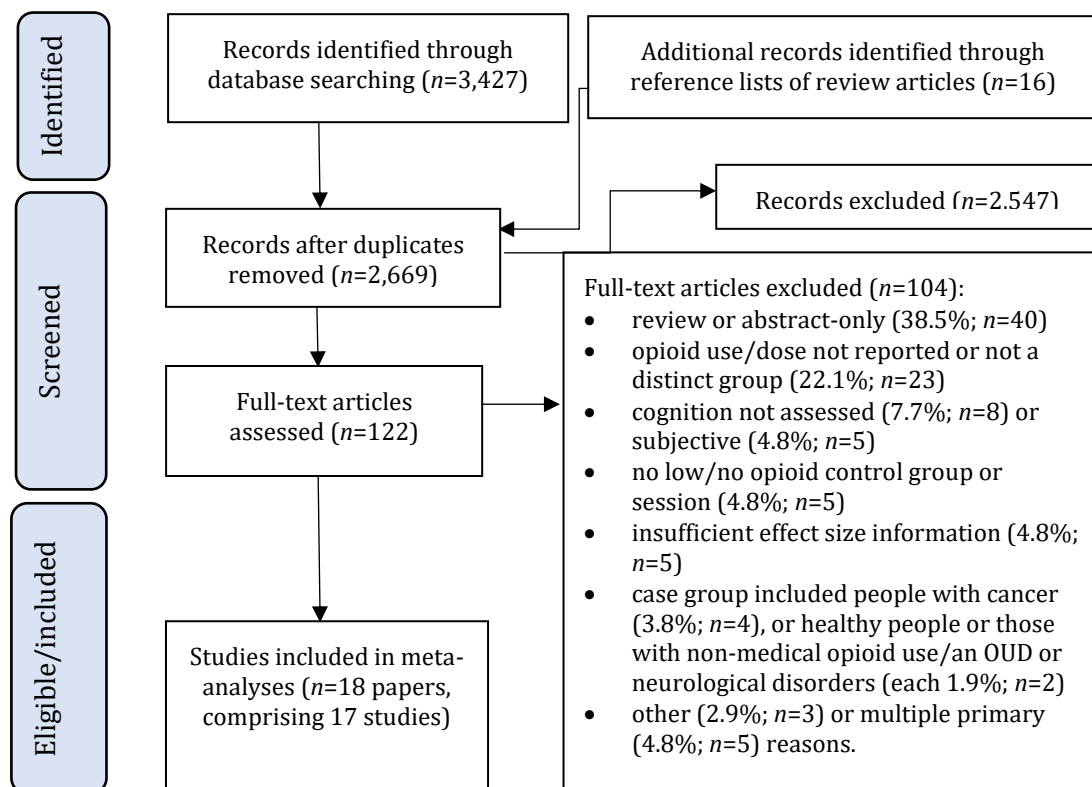 Identified
Records identified through
database searching (n=3,427)
Additional records identified through
reference lists of review articles (n=16)
Screened
Records after duplicates
removed (n=2,669)
Records excluded (n=2,547)
Full-text articles
assessed (n=122)
Full-text articles excluded (n=104):
• review or abstract-only (38.5%; n=40)
• opioid use/dose not reported or not a
distinct group (22.1%; n=23)
• cognition not assessed (7.7%; n=8) or
subjective (4.8%; n=5)
• no low/no opioid control group or
session (4.8%; n=5)
• insufficient effect size information (4.8%;
n=5)
• case group included people with cancer
(3.8%; n=4), or healthy people or those
with non-medical opioid use/an OUD or
neurological disorders (each 1.9%; n=2)
• other (2.9%; n=3) or multiple primary
(4.8%; n=5) reasons.
Eligible/included
Studies included in meta-
analyses (n=18 papers,
comprising 17 studies)